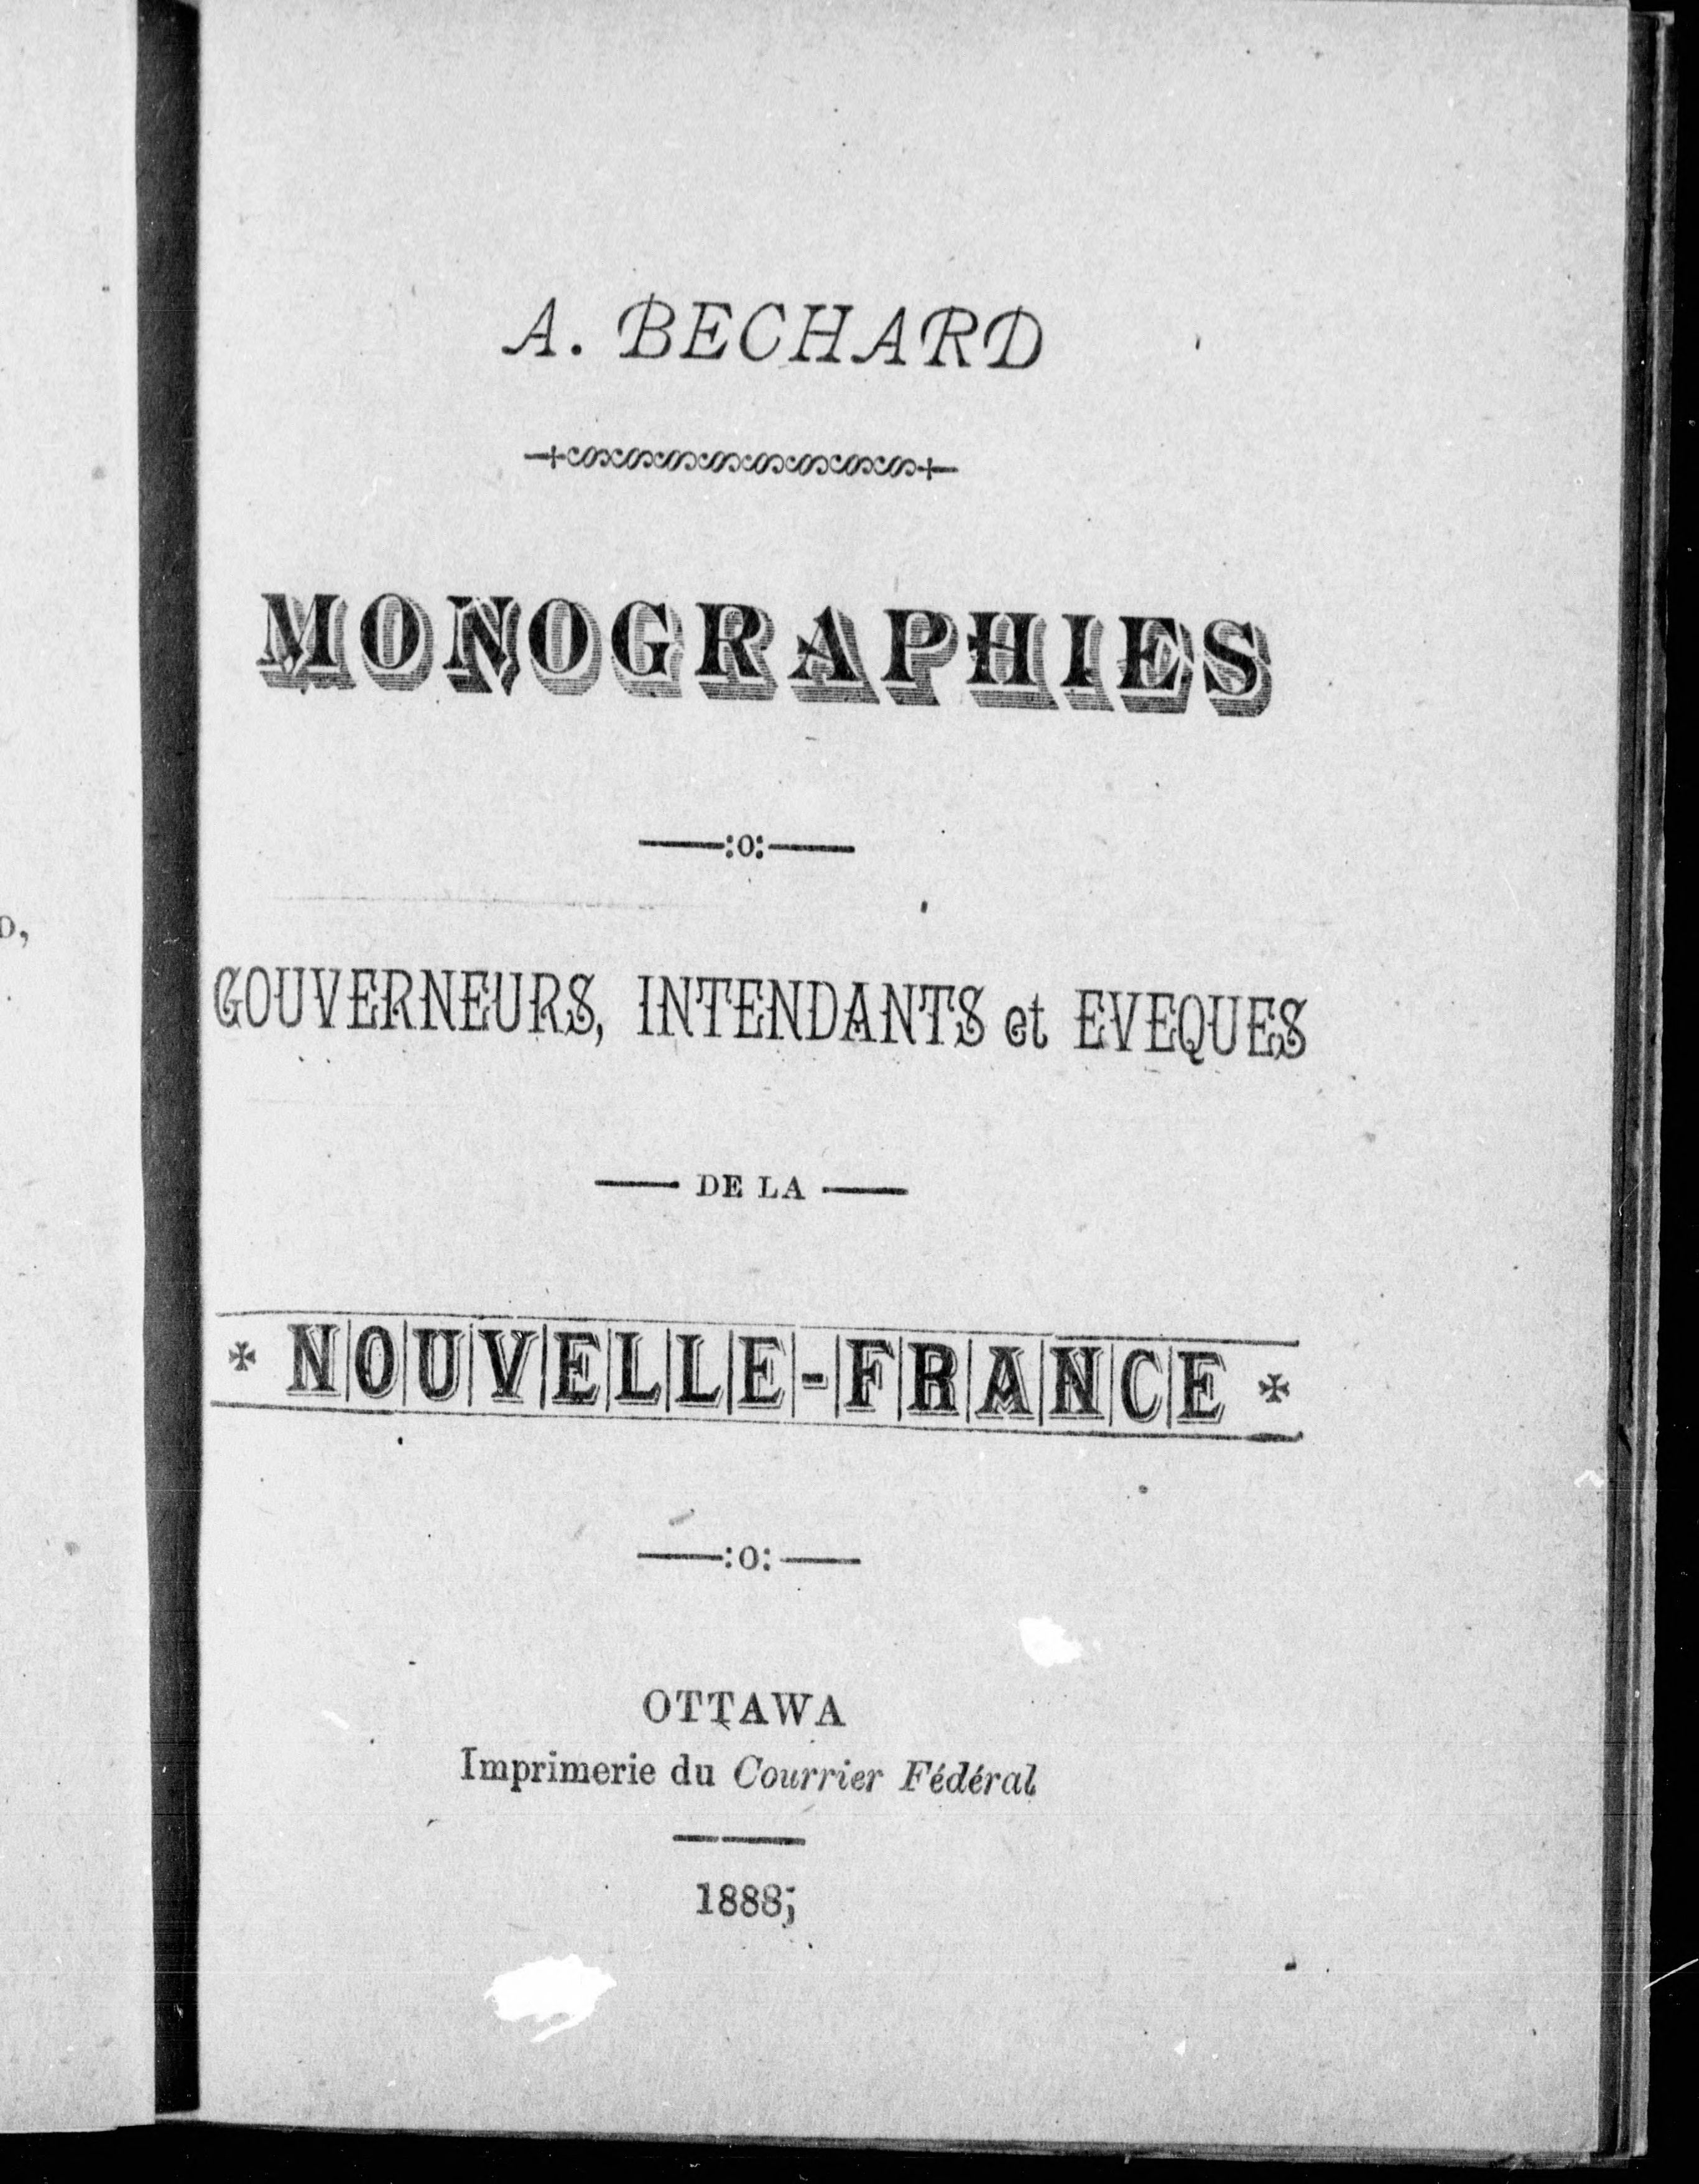 A. BECHARD
MONOGRAPHIES
:o:
GOUVERNEURS, INTENDANTS et EVEQUES
DE LA
NOUVELLE-FRANCE
:o:
OTTAWA
Imprimerie du Courrier Fédéral
1888;